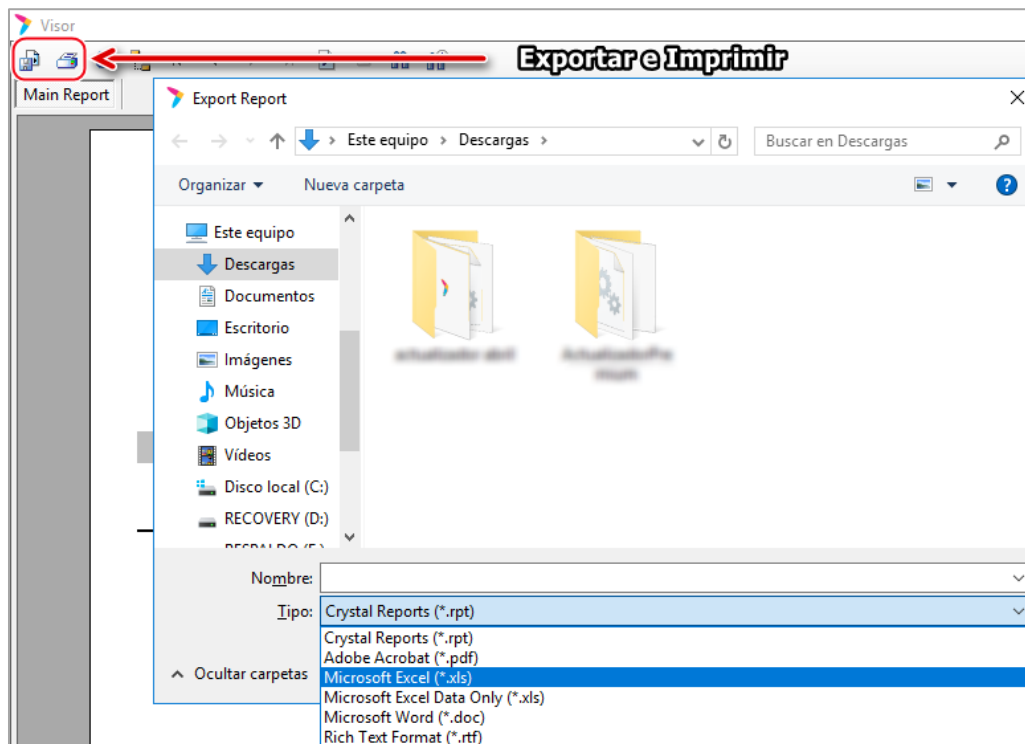 Visor
Exportar e Imprimir
Main Report
Export Report
Este equipo > Descargas >
Buscar en Descargas
Organizar
Nueva carpeta
Este equipo
Descargas
Documentos
Escritorio
Imágenes
Música
Objetos 3D
Vídeos
Disco local (C:)
RECOVERY (D:)
actualizador abril
Nombre:
Tipo: Crystal Reports (*.rpt)
Crystal Reports (*.rpt)
Adobe Acrobat (*.pdf)
Ocultar carpetas
Microsoft Excel (*.xls)
Microsoft Excel Data Only (*.xls)
Microsoft Word (*.doc)
Rich Text Format (*.rtf)